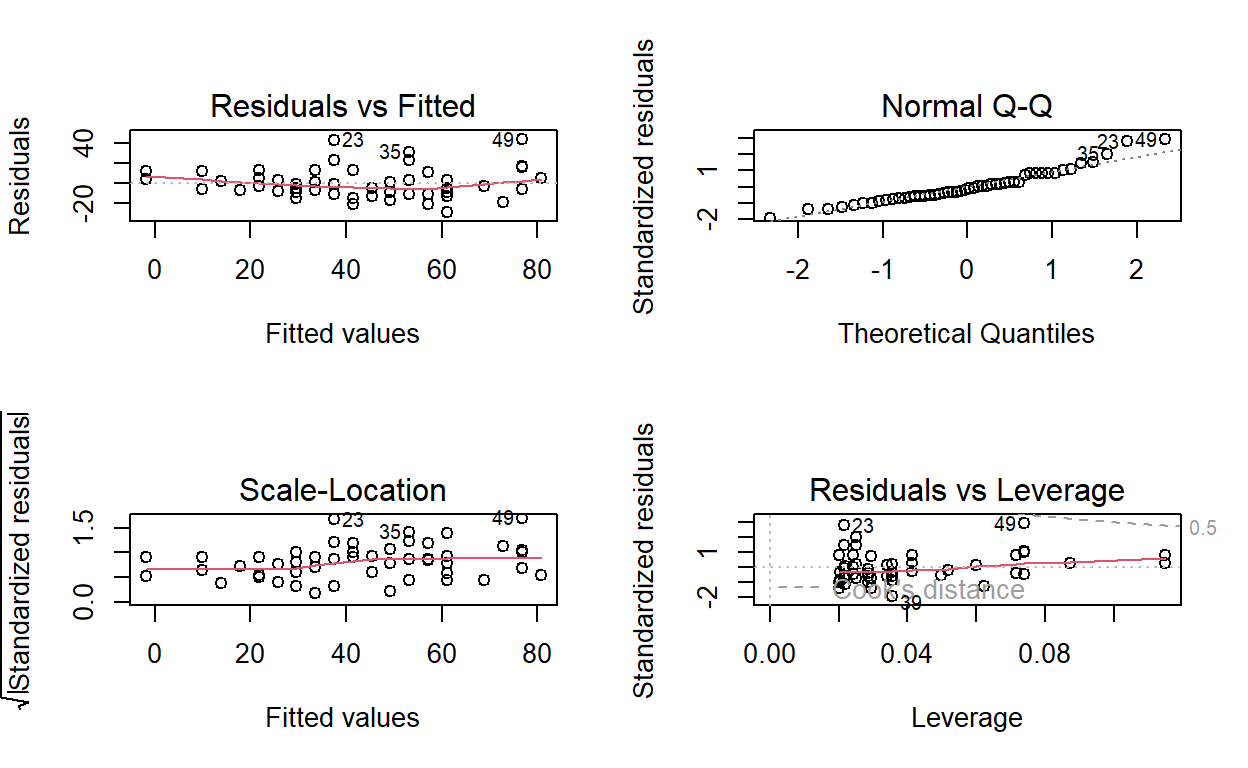 Residuals vs Fitted
Residuals
40
-20
23
35
49
0 20 40 60 80
Fitted values
Normal Q-Q
Standardized residuals
1
-2
35
23
49
-2 -1 0 1 2
Theoretical Quantiles
Scale-Location
√|Standardized residuals|
1.5
0.0
23
35
49
0 20 40 60 80
Fitted values
Residuals vs Leverage
Standardized residuals
1
-2
23
49
0.5
Cook's distance
39
0.00 0.04 0.08
Leverage